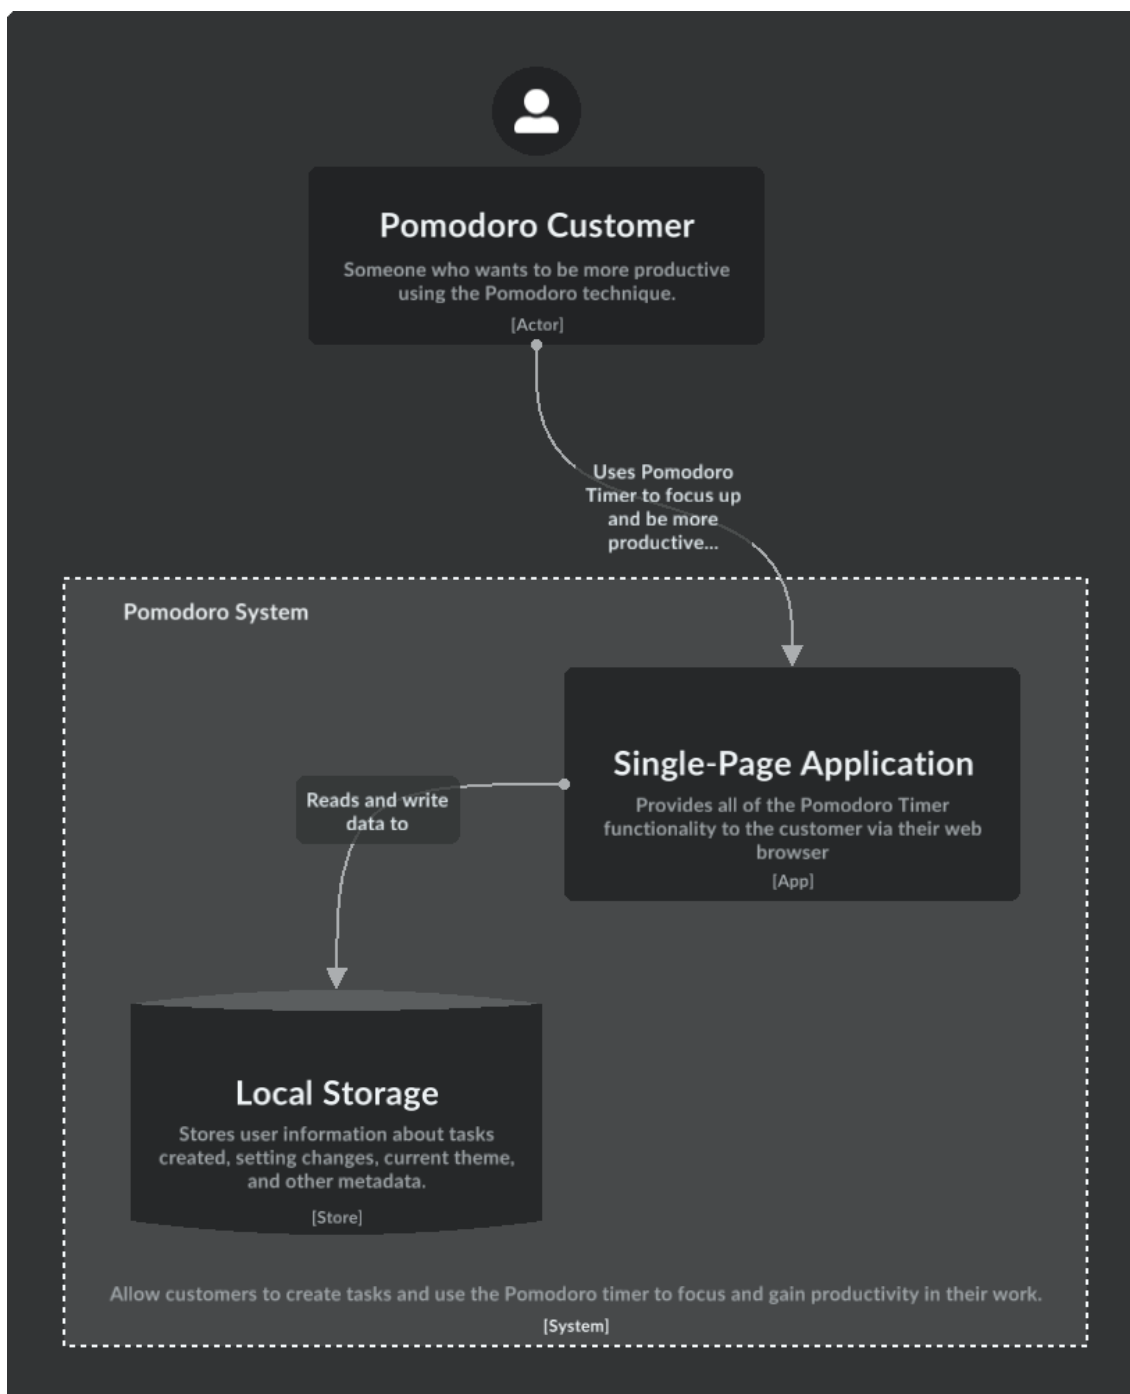 Pomodoro Customer
Someone who wants to be more productive
using the Pomodoro technique.
[Actor]
Uses Pomodoro
Timer to focus up
and be more
productive...
Pomodoro System
Single-Page Application
Provides all of the Pomodoro Timer
functionality to the customer via their web
browser
[App]
Reads and write
data to
Local Storage
Stores user information about tasks
created, setting changes, current theme,
and other metadata.
[Store]
Allow customers to create tasks and use the Pomodoro timer to focus and gain productivity in their work.
[System]